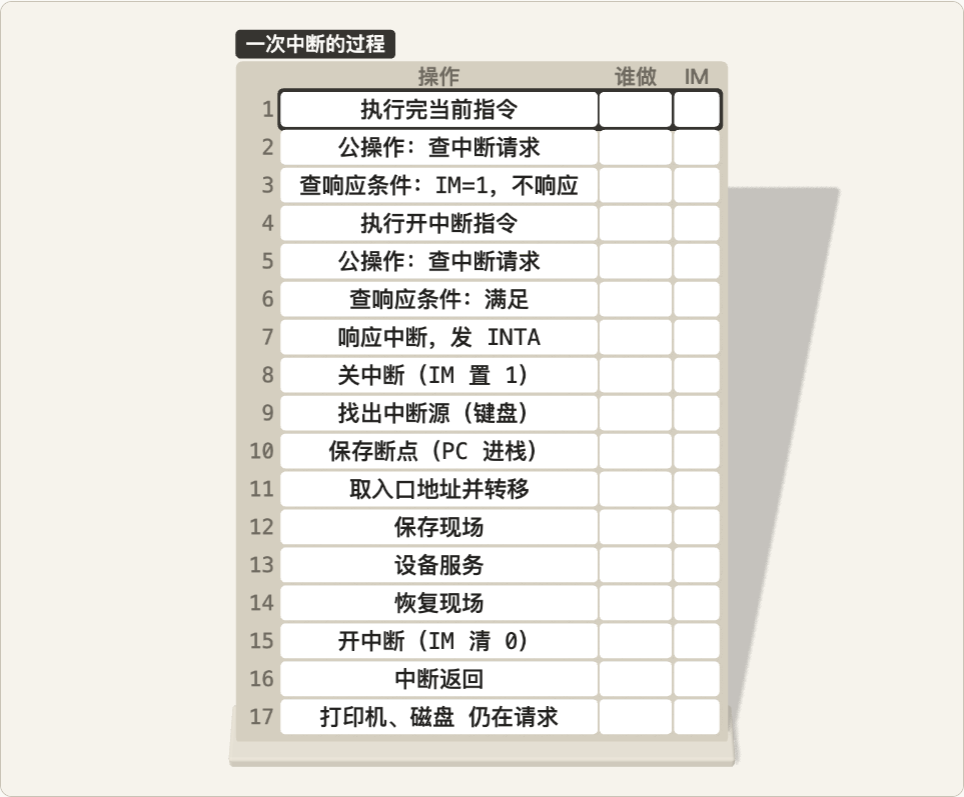 一次中断的过程
操作 谁做 IM
1 执行完当前指令
2 公操作：查中断请求
3 查响应条件：IM=1，不响应
4 执行开中断指令
5 公操作：查中断请求
6 查响应条件：满足
7 响应中断，发 INTA
8 关中断（IM 置 1）
9 找出中断源（键盘）
10 保存断点（PC 进栈）
11 取入口地址并转移
12 保存现场
13 设备服务
14 恢复现场
15 开中断（IM 清 0）
16 中断返回
17 打印机、磁盘 仍在请求